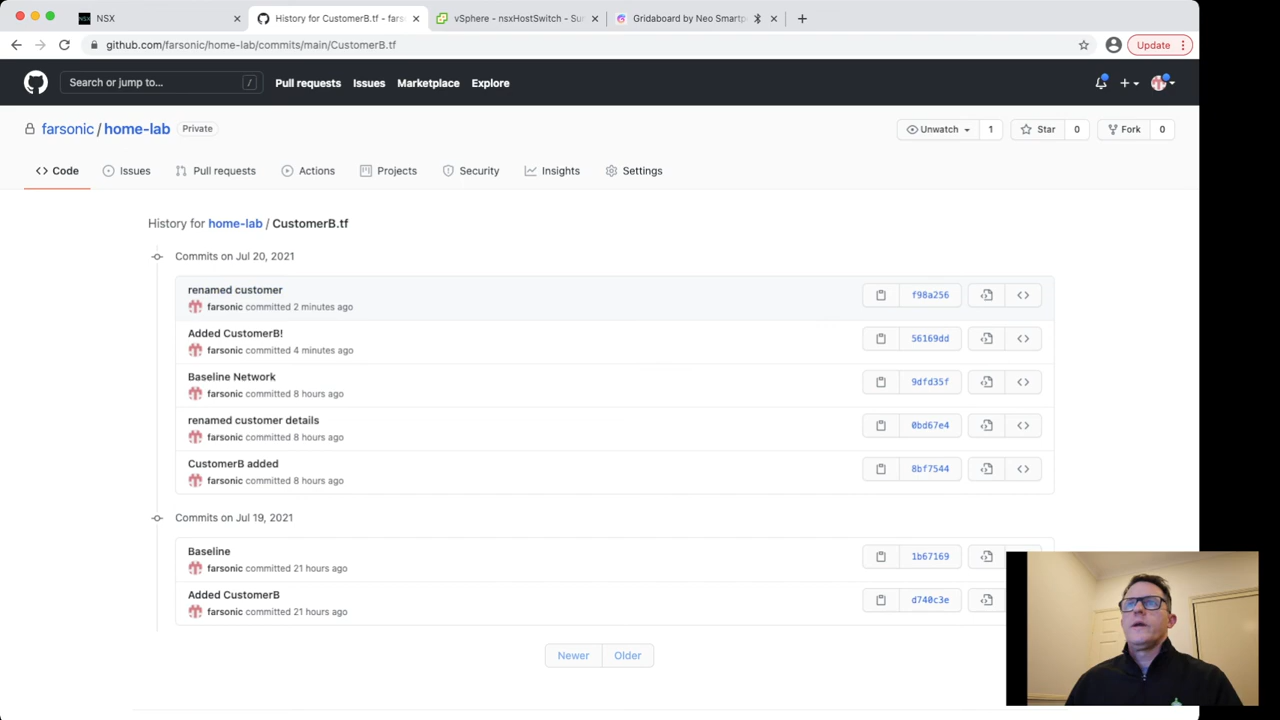 NSX
History for CustomerB.tf - fars
vSphere - nsxHostSwitch - Su
Gridaboard by Neo Smartp
github.com/farsonic/home-lab/commits/main/CustomerB.tf
Update
Search or jump to...
/
Pull requests
Issues
Marketplace
Explore
farsonic / home-lab
Private
Unwatch
1
Star
0
Fork
0
<> Code
Issues
Pull requests
Actions
Projects
Security
Insights
Settings
History for home-lab / CustomerB.tf
Commits on Jul 20, 2021
renamed customer
farsonic committed 2 minutes ago
f98a256
Added CustomerB!
farsonic committed 4 minutes ago
56169dd
Baseline Network
farsonic committed 8 hours ago
9dfd35f
renamed customer details
farsonic committed 8 hours ago
0bd67e4
CustomerB added
farsonic committed 8 hours ago
8bf7544
Commits on Jul 19, 2021
Baseline
farsonic committed 21 hours ago
1b67169
Added CustomerB
farsonic committed 21 hours ago
d740c3e
Newer
Older